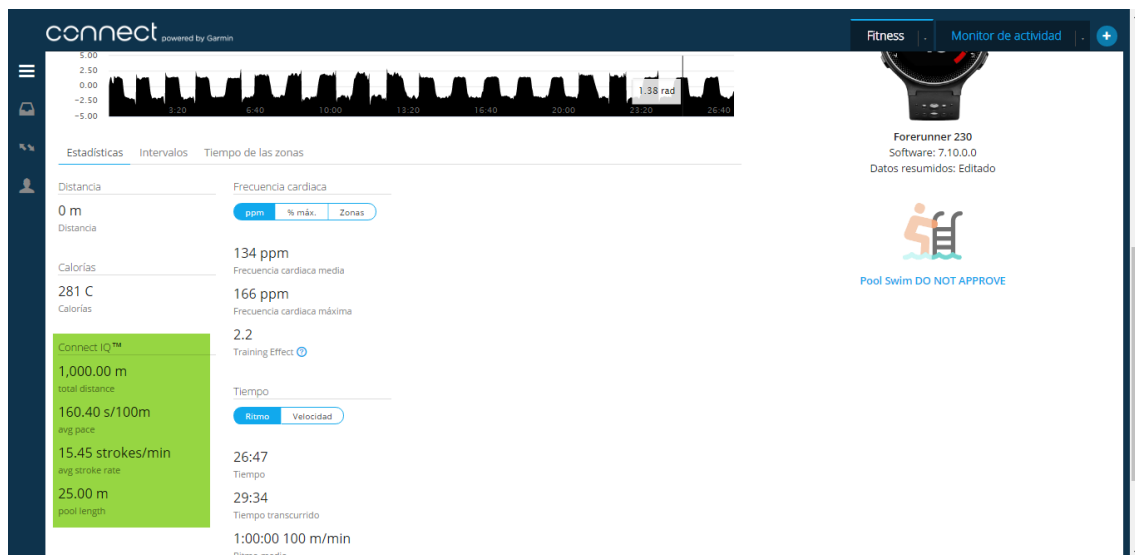 connect powered by Garmin
Fitness
Monitor de actividad
5.00
2.50
0.00
−2.50
−5.00
1.38 rad
3:20 6:40 10:00 13:20 16:40 20:00 23:20 26:40
Estadísticas Intervalos Tiempo de las zonas
Distancia
0 m
Distancia
Calorías
281 C
Calorías
Connect IQ™
1,000.00 m
total distance
160.40 s/100m
avg pace
15.45 strokes/min
avg stroke rate
25.00 m
pool length
Frecuencia cardiaca
ppm % máx. Zonas
134 ppm
Frecuencia cardiaca media
166 ppm
Frecuencia cardiaca máxima
2.2
Training Effect ?
Tiempo
Ritmo Velocidad
26:47
Tiempo
29:34
Tiempo transcurrido
1:00:00 100 m/min
Ritmo medio
Forerunner 230
Software: 7.10.0.0
Datos resumidos: Editado
Pool Swim DO NOT APPROVE